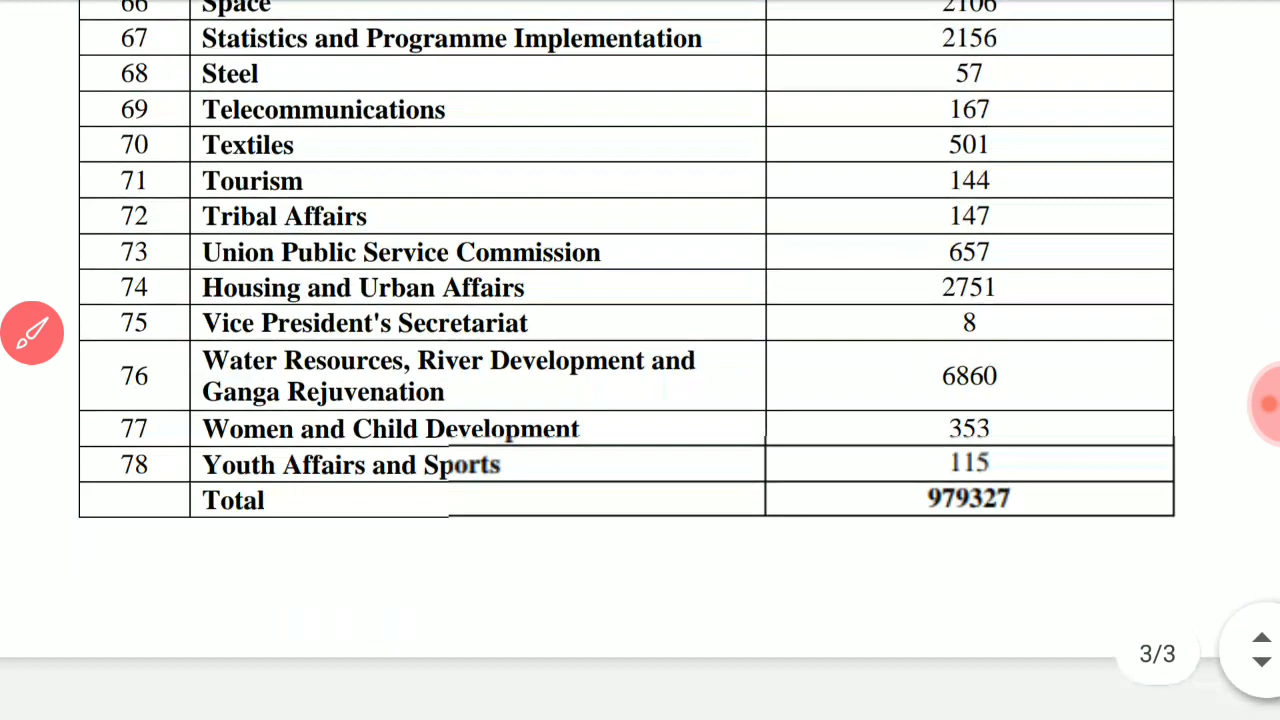 66 Space 2106
67 Statistics and Programme Implementation 2156
68 Steel 57
69 Telecommunications 167
70 Textiles 501
71 Tourism 144
72 Tribal Affairs 147
73 Union Public Service Commission 657
74 Housing and Urban Affairs 2751
75 Vice President's Secretariat 8
76 Water Resources, River Development and
Ganga Rejuvenation 6860
77 Women and Child Development 353
78 Youth Affairs and Sports 115
Total 979327
3/3